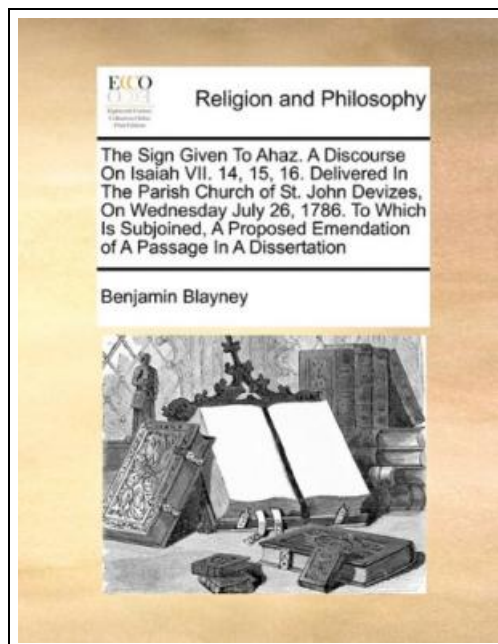 ECCO
Religion and Philosophy
The Sign Given To Ahaz. A Discourse
On Isaiah VII. 14, 15, 16. Delivered In
The Parish Church of St. John Devizes,
On Wednesday July 26, 1786. To Which
Is Subjoined, A Proposed Emendation
of A Passage In A Dissertation
Benjamin Blayney